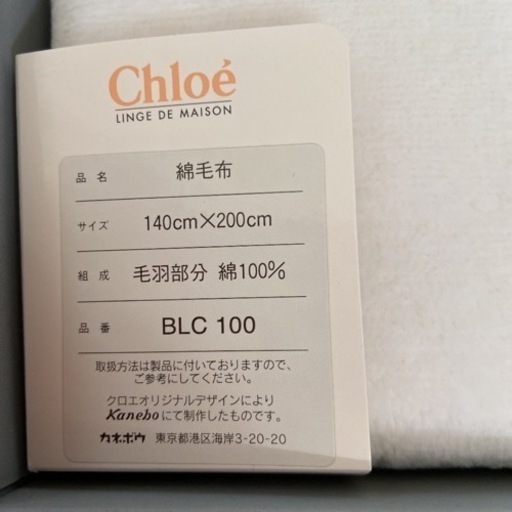 Chloé
LINGE DE MAISON
品名 綿毛布
サイズ 140cm×200cm
組成 毛羽部分 綿100%
品番 BLC 100
取扱方法は製品に付いておりますので、
ご参考にしてください。
クロエオリジナルデザインにより
Kaneboにて制作したものです。
カネボウ 東京都港区海岸3-20-20